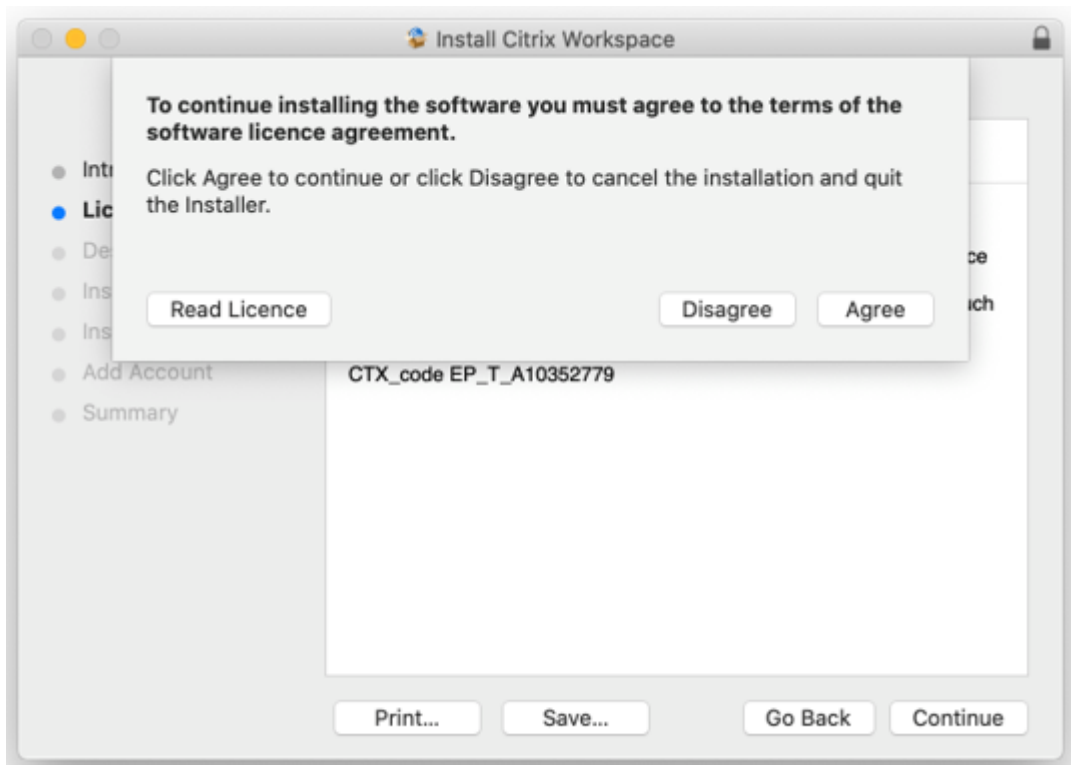 Install Citrix Workspace
To continue installing the software you must agree to the terms of the
software licence agreement.
Click Agree to continue or click Disagree to cancel the installation and quit
the Installer.
Read Licence
Disagree
Agree
Add Account
Summary
CTX_code EP_T_A10352779
Print...
Save...
Go Back
Continue